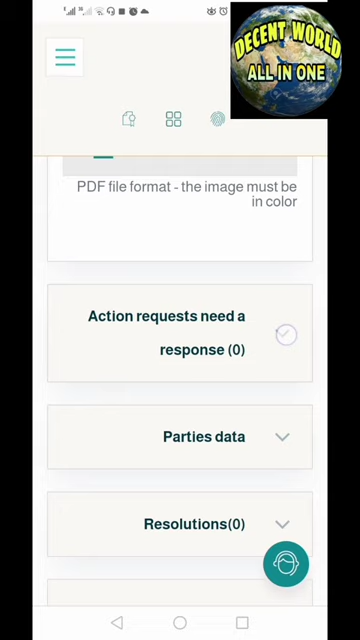 DECENT WORLD
ALL IN ONE
PDF file format - the image must be
in color
Action requests need a
response (0)
Parties data
Resolutions(0)